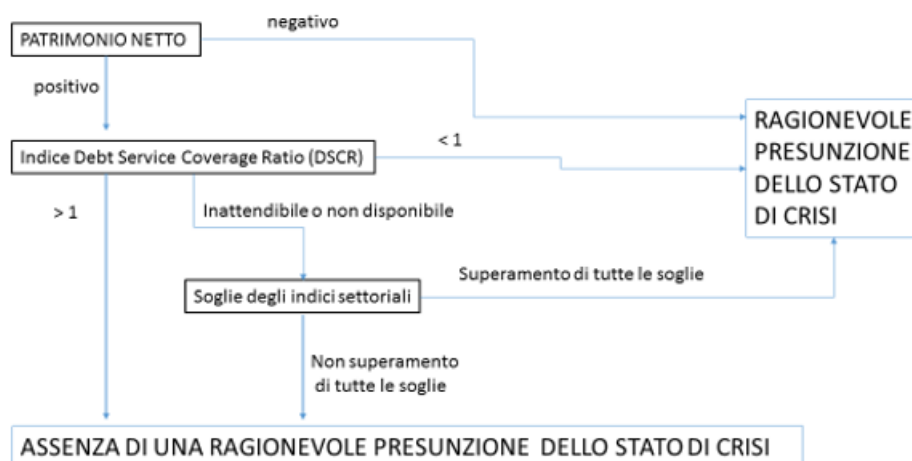 negativo
PATRIMONIO NETTO
positivo
RAGIONEVOLE
PRESUNZIONE
DELLO STATO
DI CRISI
< 1
Indice Debt Service Coverage Ratio (DSCR)
> 1
Inattendibile o non disponibile
Superamento di tutte le soglie
Soglie degli indici settoriali
Non superamento
di tutte le soglie
ASSENZA DI UNA RAGIONEVOLE PRESUNZIONE DELLO STATO DI CRISI